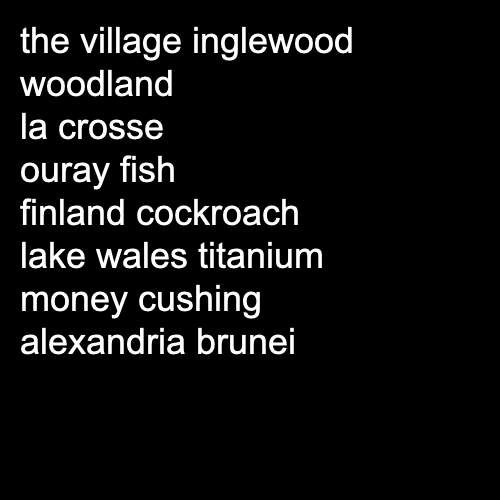 the village inglewood
woodland
la crosse
ouray fish
finland cockroach
lake wales titanium
money cushing
alexandria brunei